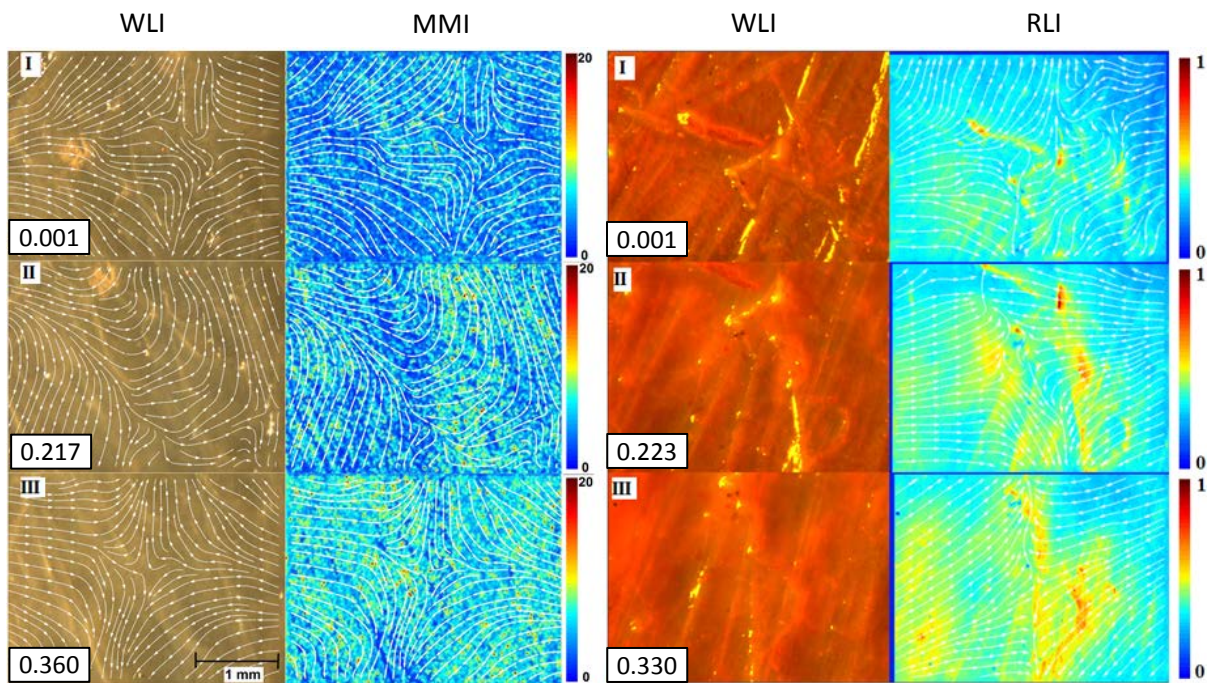 WLI MMI WLI RLI
I 20 I 1
0.001 0 0.001 0
II 20 II 1
0.217 0 0.223 0
III 20 III 1
0.360 1 mm 0 0.330 0